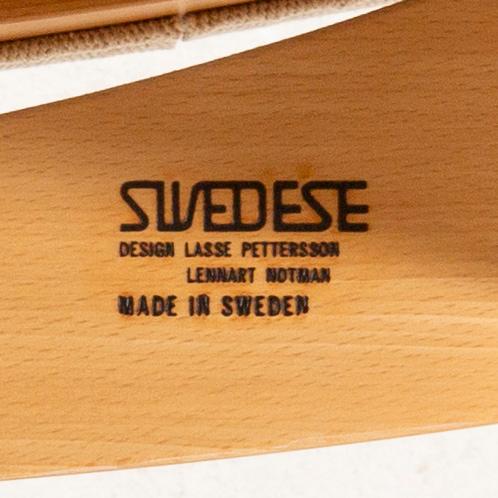 SWEDESE
DESIGN LASSE PETTERSSON
LENNART NOTMAN
MADE IN SWEDEN